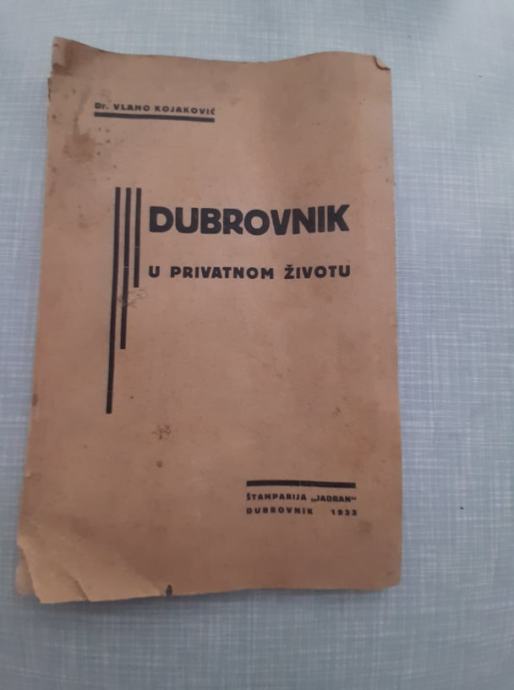 Dr. VLAHO KOJAKOVIĆ
DUBROVNIK
U PRIVATNOM ŽIVOTU
ŠTAMPARIJA „JADRAN“
DUBROVNIK 1933